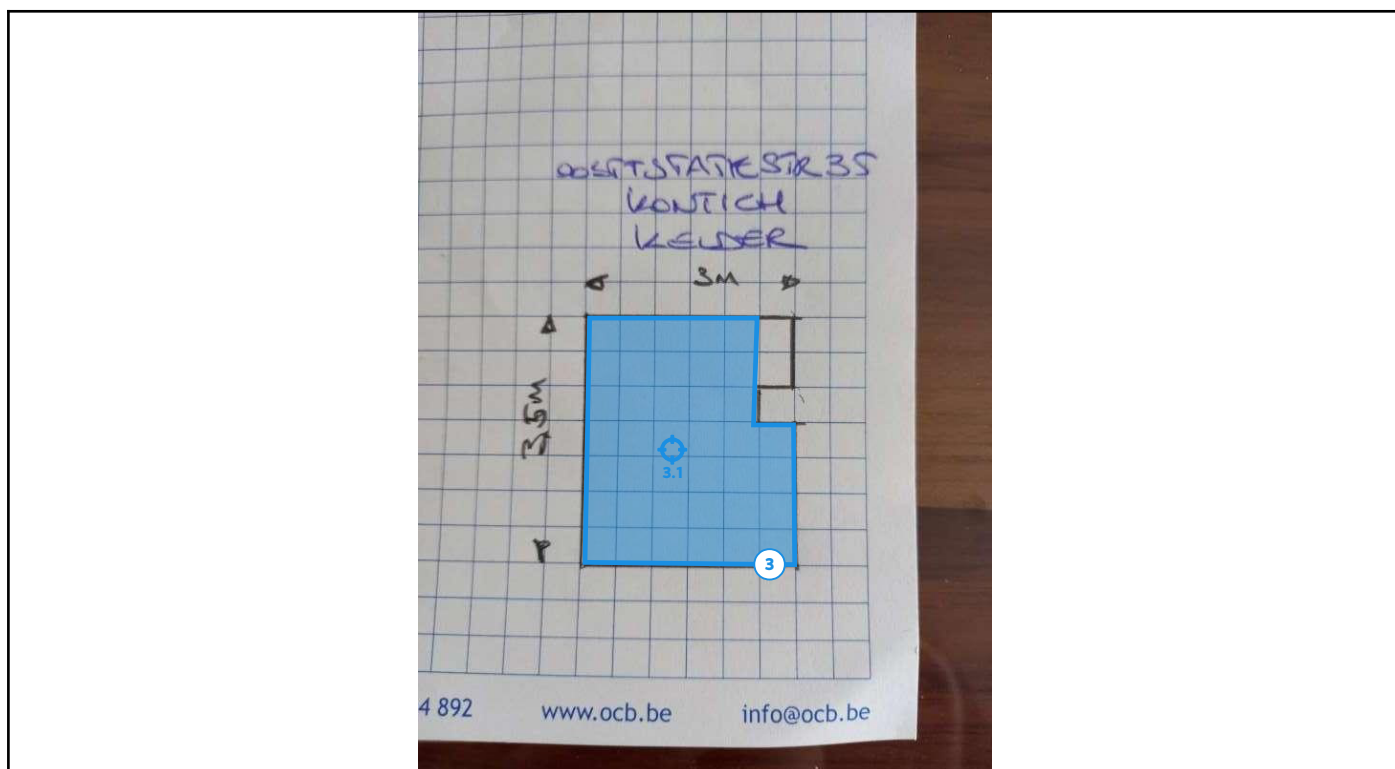 OOSTSTATIESTR 35
KONTICH
KELDER
3M
3,5M
3.1
3
4 892 www.ocb.be info@ocb.be